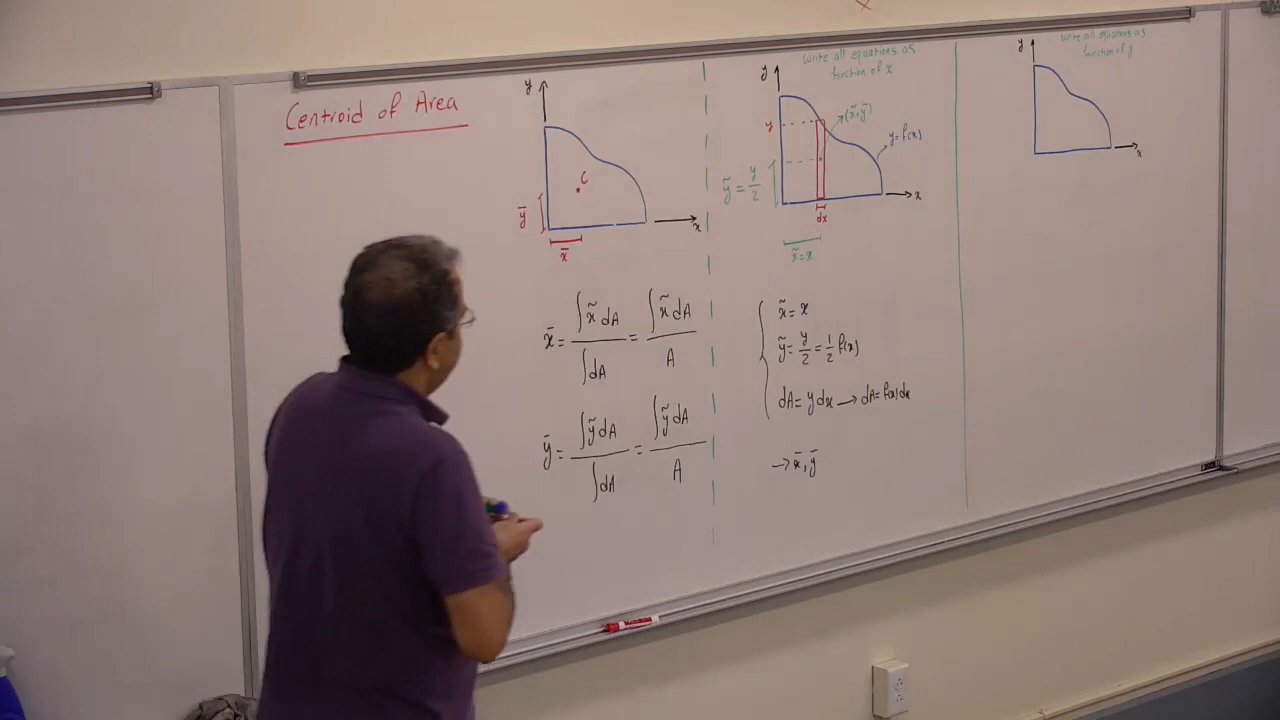 Centroid of Area
y
C
ȳ
x̄
x
x̄ = ∫x̃ dA / ∫dA = ∫x̃ dA / A
ȳ = ∫ỹ dA / ∫dA = ∫ỹ dA / A
write all equations as
function of x
y
y
(x̃, ỹ)
y = f(x)
ỹ = y/2
x
dx
x̃ = x
x̃ = x
ỹ = y/2 = 1/2 f(x)
dA = y dx → dA = f(x) dx
→ x̄, ȳ
write all equations as
function of y
y
x